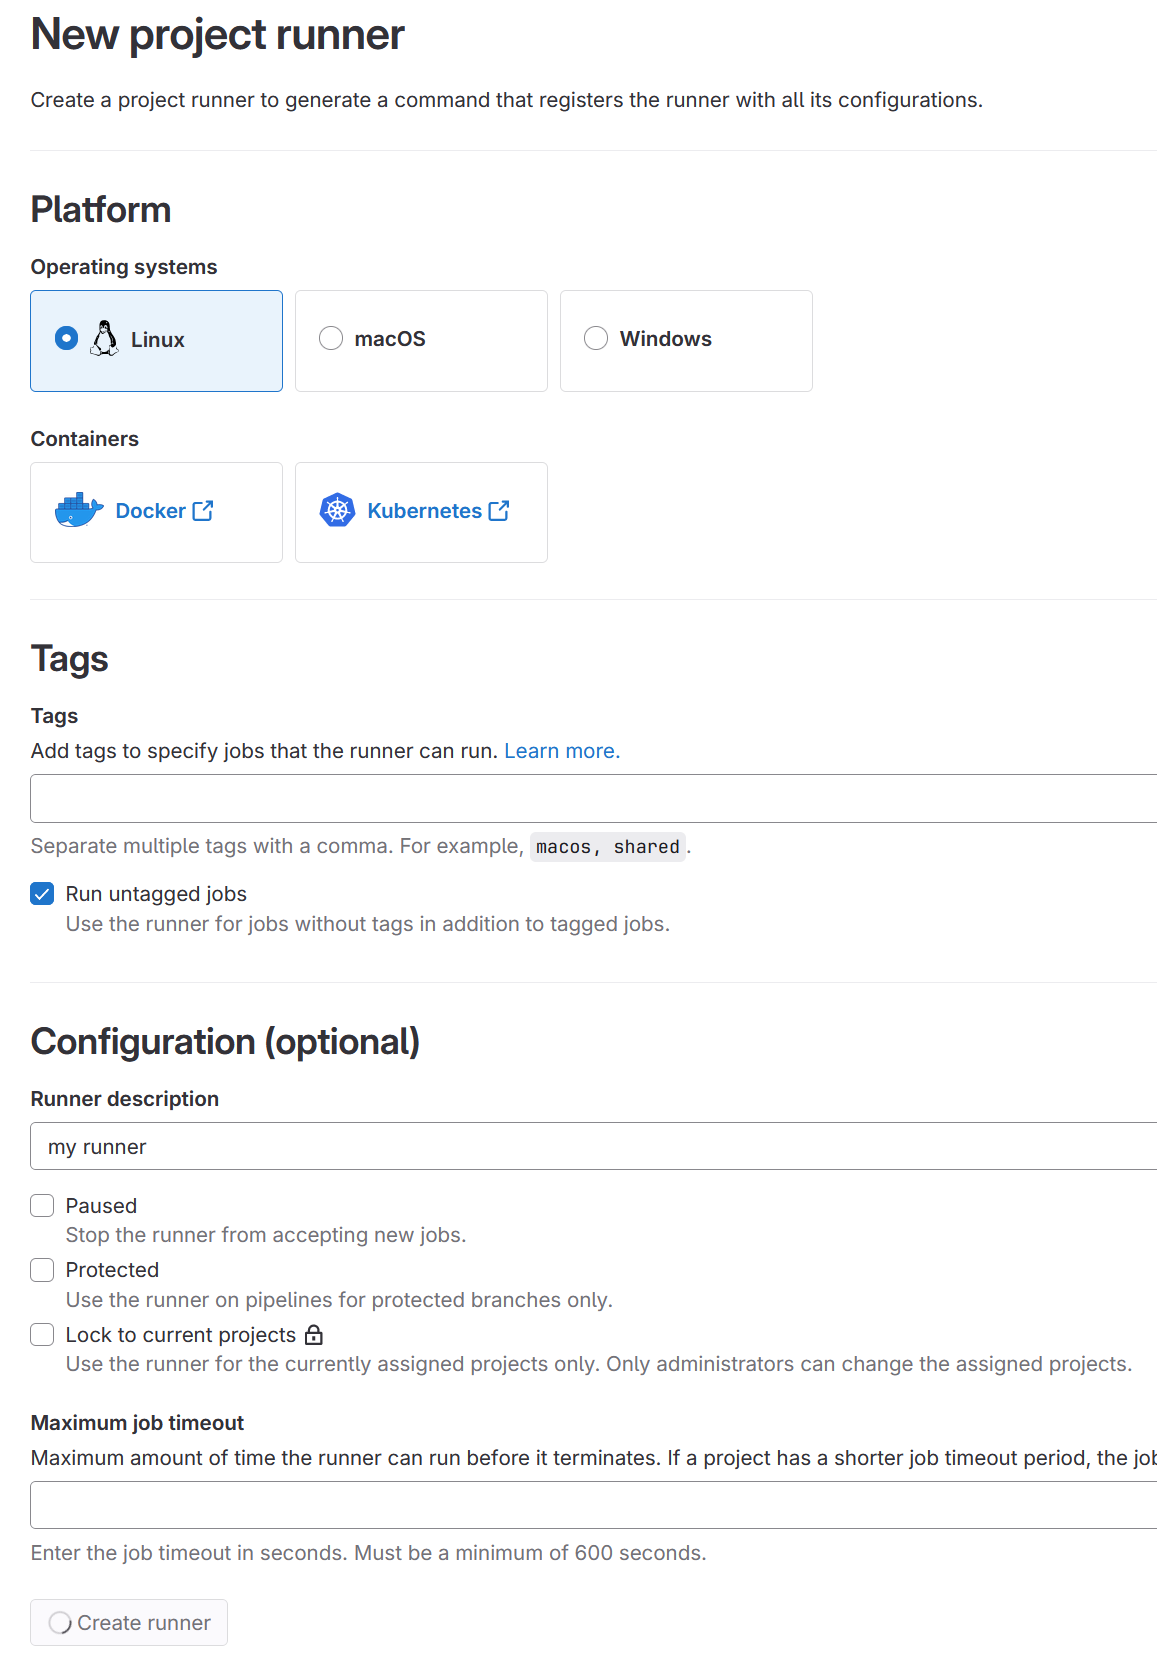 New project runner
Create a project runner to generate a command that registers the runner with all its configurations.
Platform
Operating systems
Linux
macOS
Windows
Containers
Docker
Kubernetes
Tags
Tags
Add tags to specify jobs that the runner can run. Learn more.
Separate multiple tags with a comma. For example, macos, shared.
Run untagged jobs
Use the runner for jobs without tags in addition to tagged jobs.
Configuration (optional)
Runner description
my runner
Paused
Stop the runner from accepting new jobs.
Protected
Use the runner on pipelines for protected branches only.
Lock to current projects
Use the runner for the currently assigned projects only. Only administrators can change the assigned projects.
Maximum job timeout
Maximum amount of time the runner can run before it terminates. If a project has a shorter job timeout period, the job
Enter the job timeout in seconds. Must be a minimum of 600 seconds.
Create runner